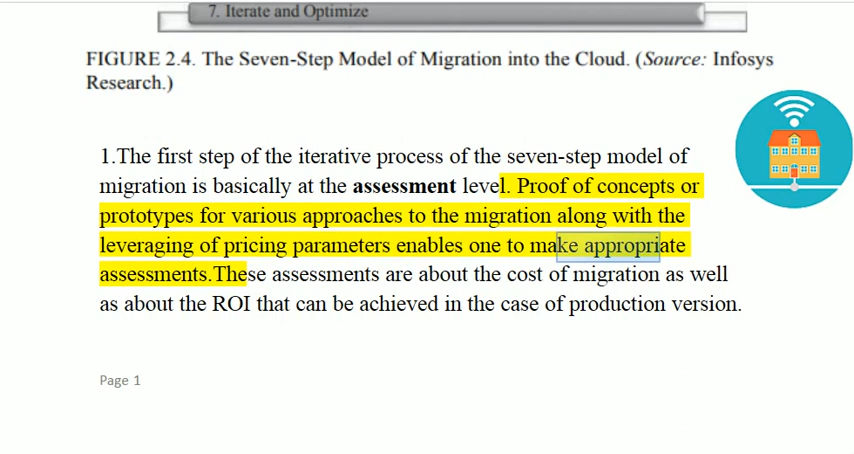 7. Iterate and Optimize
FIGURE 2.4. The Seven-Step Model of Migration into the Cloud. (Source: Infosys
Research.)
1.The first step of the iterative process of the seven-step model of
migration is basically at the assessment level. Proof of concepts or
prototypes for various approaches to the migration along with the
leveraging of pricing parameters enables one to make appropriate
assessments.These assessments are about the cost of migration as well
as about the ROI that can be achieved in the case of production version.
Page 1